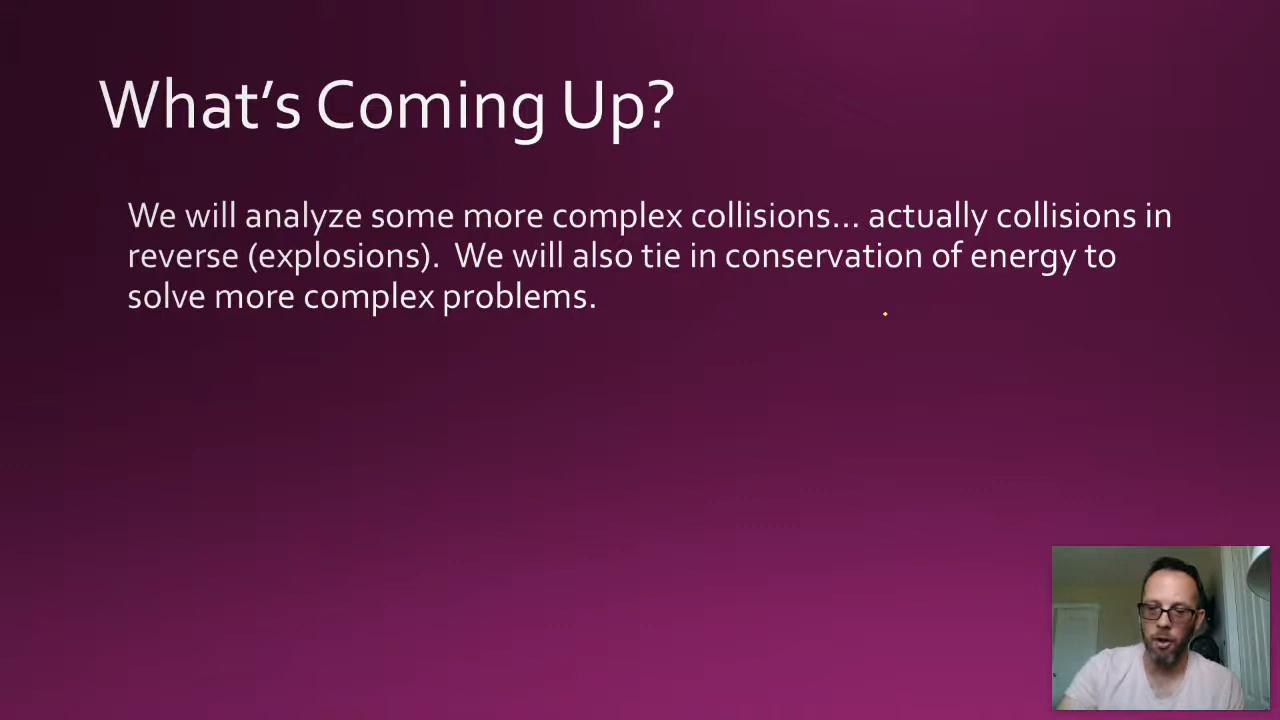 What’s Coming Up?
We will analyze some more complex collisions… actually collisions in
reverse (explosions).  We will also tie in conservation of energy to
solve more complex problems.